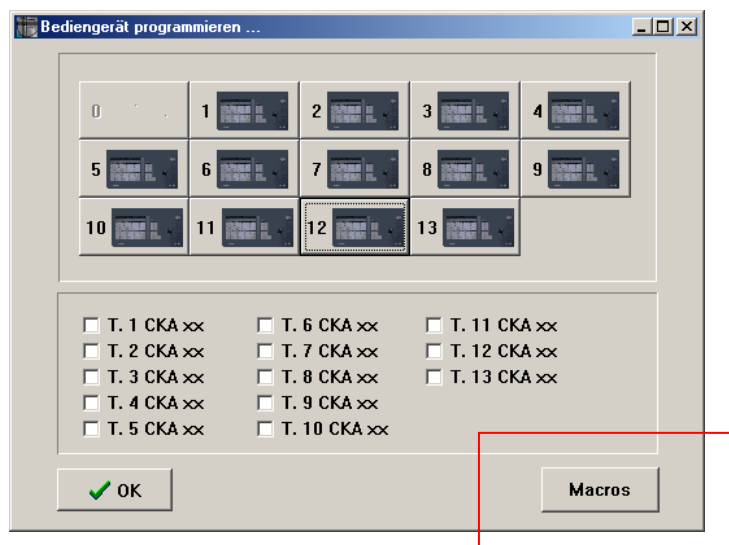 Bediengerät programmieren ...
0 1 2 3 4
5 6 7 8 9
10 11 12 13
T. 1 CKA xx T. 6 CKA xx T. 11 CKA xx
T. 2 CKA xx T. 7 CKA xx T. 12 CKA xx
T. 3 CKA xx T. 8 CKA xx T. 13 CKA xx
T. 4 CKA xx T. 9 CKA xx
T. 5 CKA xx T. 10 CKA xx
OK Macros